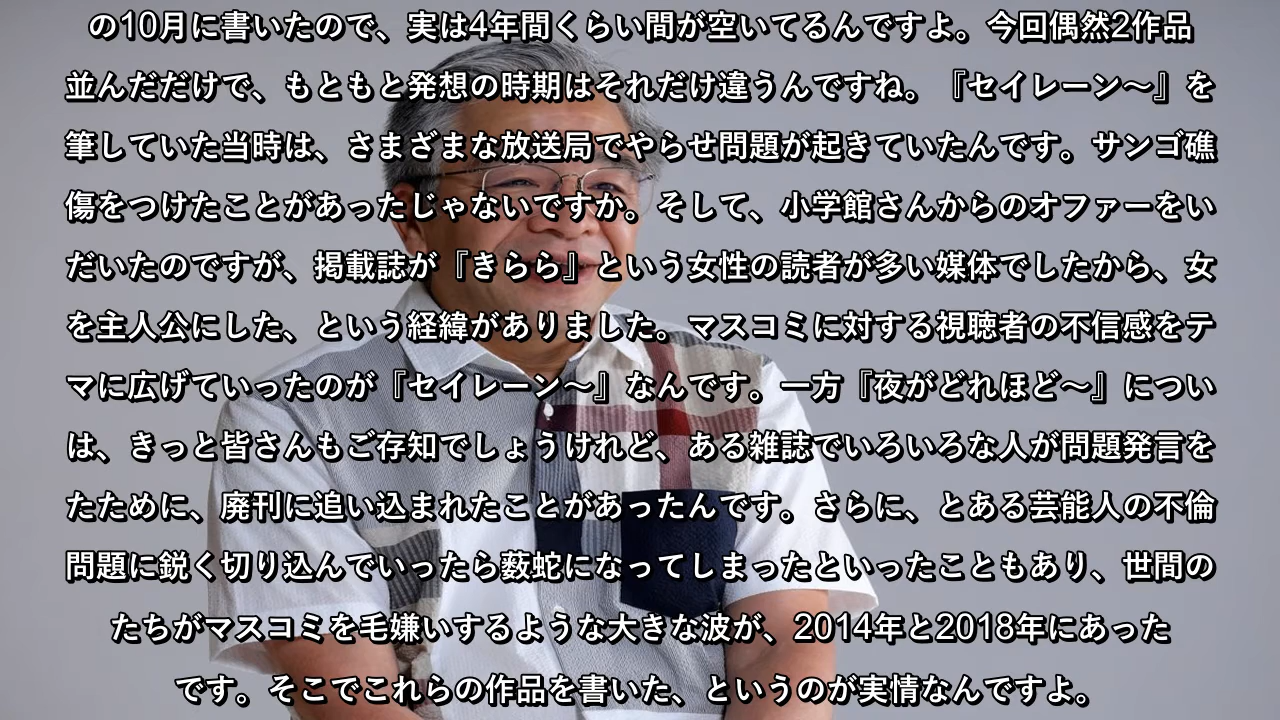 の10月に書いたので、実は4年間くらい間が空いてるんですよ。今回偶然2作品
並んだだけで、もともと発想の時期はそれだけ違うんですね。『セイレーン〜』を
筆していた当時は、さまざまな放送局でやらせ問題が起きていたんです。サンゴ礁
傷をつけたことがあったじゃないですか。そして、小学館さんからのオファーをい
だいたのですが、掲載誌が『きらら』という女性の読者が多い媒体でしたから、女
を主人公にした、という経緯がありました。マスコミに対する視聴者の不信感をテ
マに広げていったのが『セイレーン〜』なんです。一方『夜がどれほど〜』につい
は、きっと皆さんもご存知でしょうけれど、ある雑誌でいろいろな人が問題発言を
たために、廃刊に追い込まれたことがあったんです。さらに、とある芸能人の不倫
問題に鋭く切り込んでいったら藪蛇になってしまったといったこともあり、世間の
たちがマスコミを毛嫌いするような大きな波が、2014年と2018年にあった
です。そこでこれらの作品を書いた、というのが実情なんですよ。